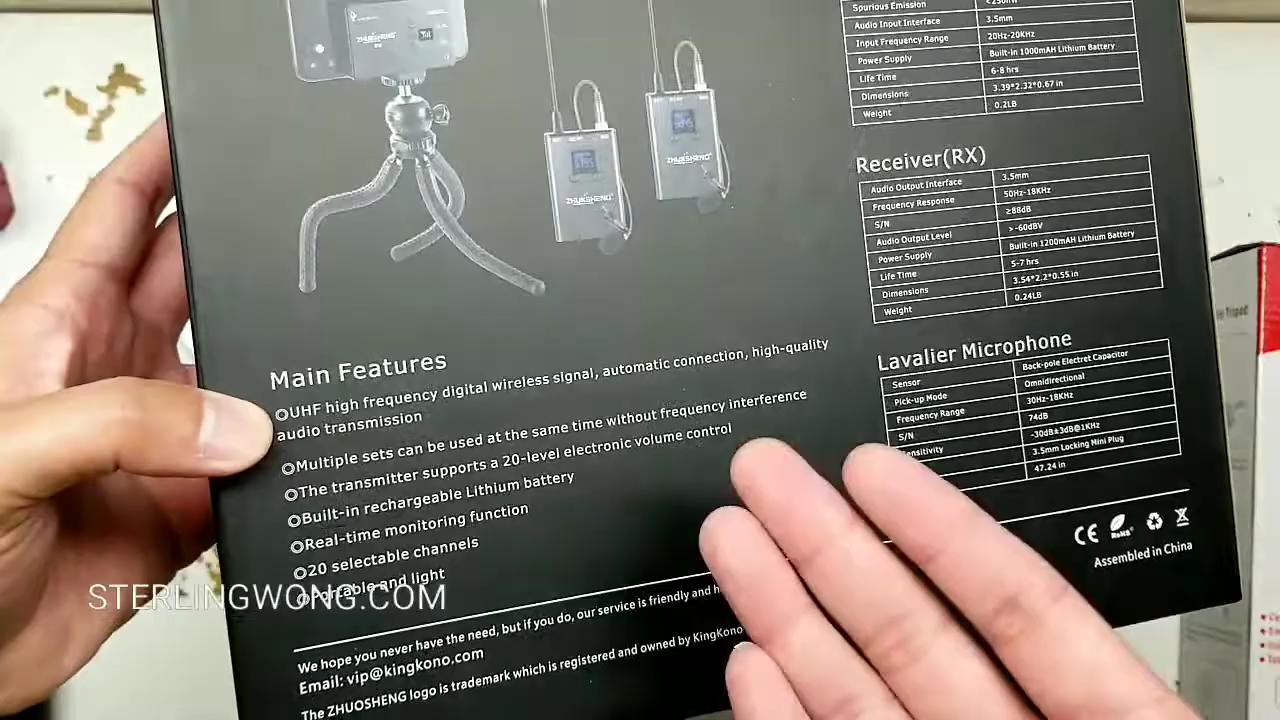 Spurious Emission
Audio Input Interface 3.5mm
Input Frequency Range 20Hz-20KHz
Power Supply Built-in 1000mAH Lithium Battery
Life Time 6-8 hrs
Dimensions 3.39*2.32*0.67 in
Weight 0.2LB
Receiver(RX)
Audio Output Interface 3.5mm
Frequency Response 50Hz-18KHz
S/N ≥88dB
Audio Output Level >-60dBV
Power Supply Built-in 1200mAH Lithium Battery
Life Time 5-7 hrs
Dimensions 3.54*2.2*0.55 in
Weight 0.24LB
Lavalier Microphone
Sensor Back-pole Electret Capacitor
Pick-up Mode Omnidirectional
Frequency Range 30Hz-18KHz
S/N 74dB
Sensitivity -30dB±3dB@1KHz
3.5mm Locking Mini Plug
47.24 in
CE RoHS
Assembled in China
ZHUOSHENG
ZHUOSHENG
ZHUOSHENG
Main Features
UHF high frequency digital wireless signal, automatic connection, high-quality
audio transmission
Multiple sets can be used at the same time without frequency interference
The transmitter supports a 20-level electronic volume control
Built-in rechargeable Lithium battery
Real-time monitoring function
20 selectable channels
Portable and light
We hope you never have the need, but if you do, our service is friendly and
Email: vip@kingkono.com
The ZHUOSHENG logo is trademark which is registered and owned by KingKono
STERLINGWONG.COM
Tripod